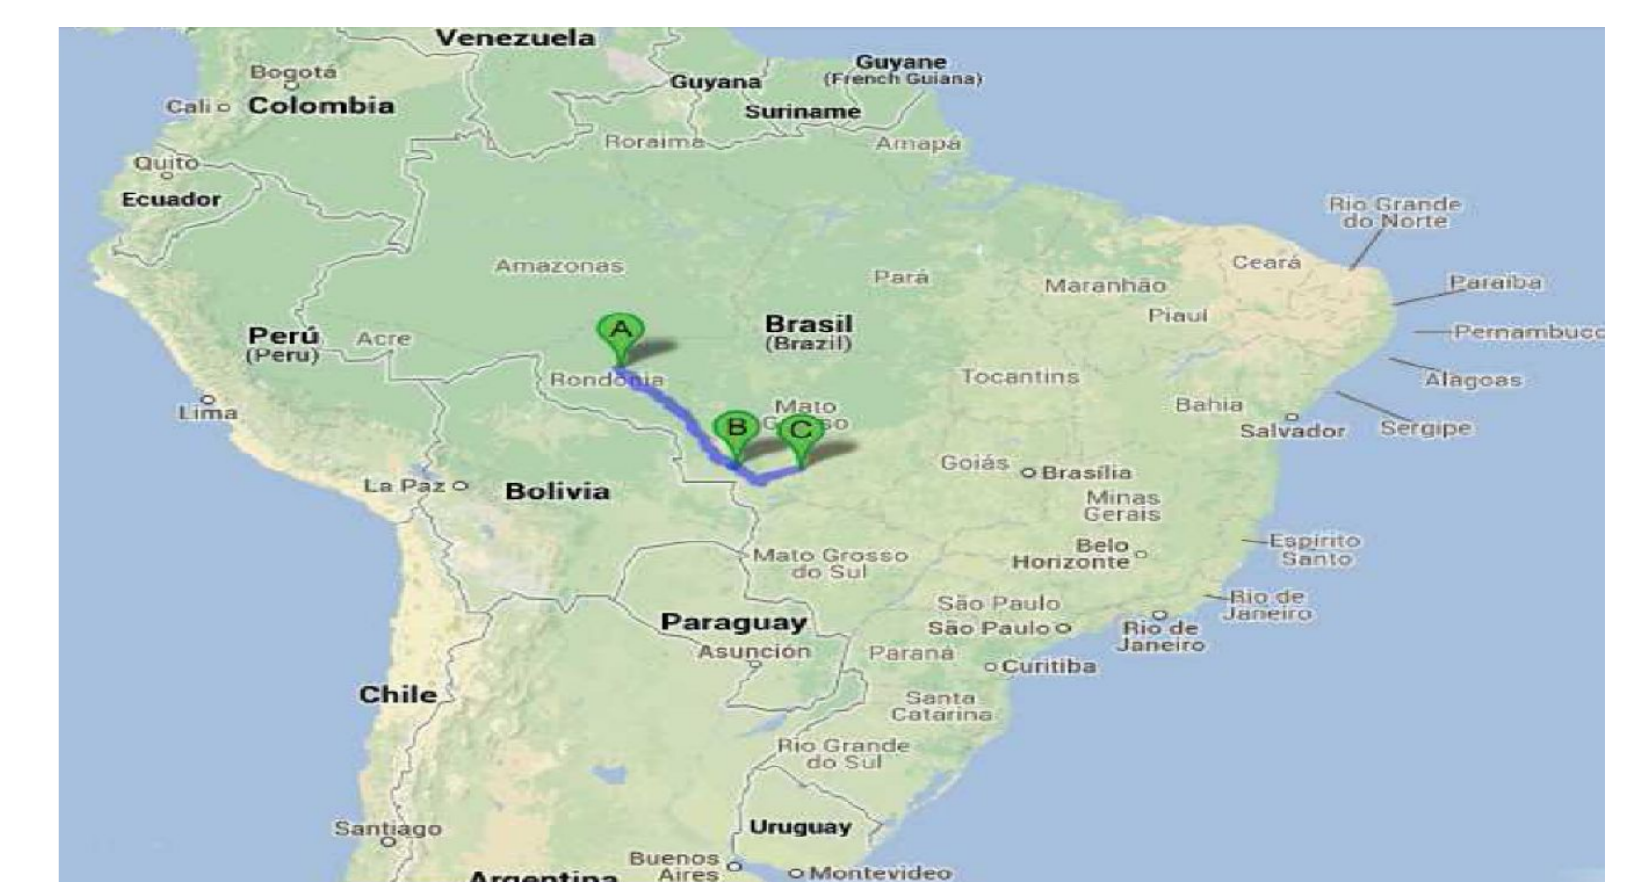 Venezuela
Bogotá
Guyana
Guyane
(French Guiana)
Cali
Colombia
Suriname
Roraima
Amapá
Quito
Ecuador
Rio Grande
do Norte
Amazonas
Pará
Maranhão
Ceará
Paraiba
Piauí
A
Brasil
(Brazil)
Pernambuco
Perú
(Peru)
Acre
Rondônia
Tocantins
Alagoas
Lima
Mato
Grosso
Bahia
Salvador
Sergipe
B
C
Goiás
Brasília
La Paz
Bolivia
Minas
Gerais
Mato Grosso
do Sul
Belo
Horizonte
Espírito
Santo
São Paulo
Rio de
Janeiro
Paraguay
São Paulo
Rio de
Janeiro
Asunción
Paraná
Curitiba
Chile
Santa
Catarina
Rio Grande
do Sul
Santiago
Uruguay
Buenos
Aires
Montevideo
Argentina